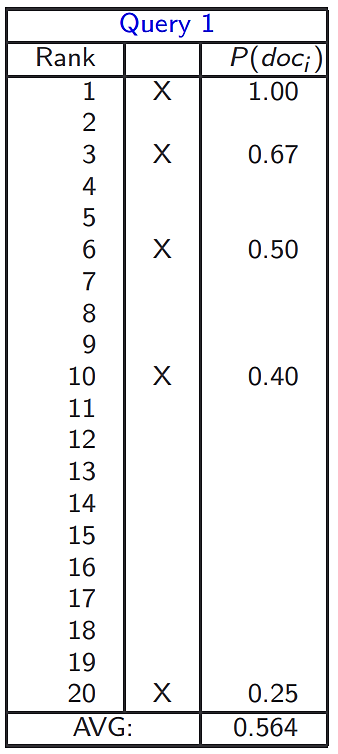 Query 1
Rank P(doc_i)
1 X 1.00
2
3 X 0.67
4
5
6 X 0.50
7
8
9
10 X 0.40
11
12
13
14
15
16
17
18
19
20 X 0.25
AVG: 0.564